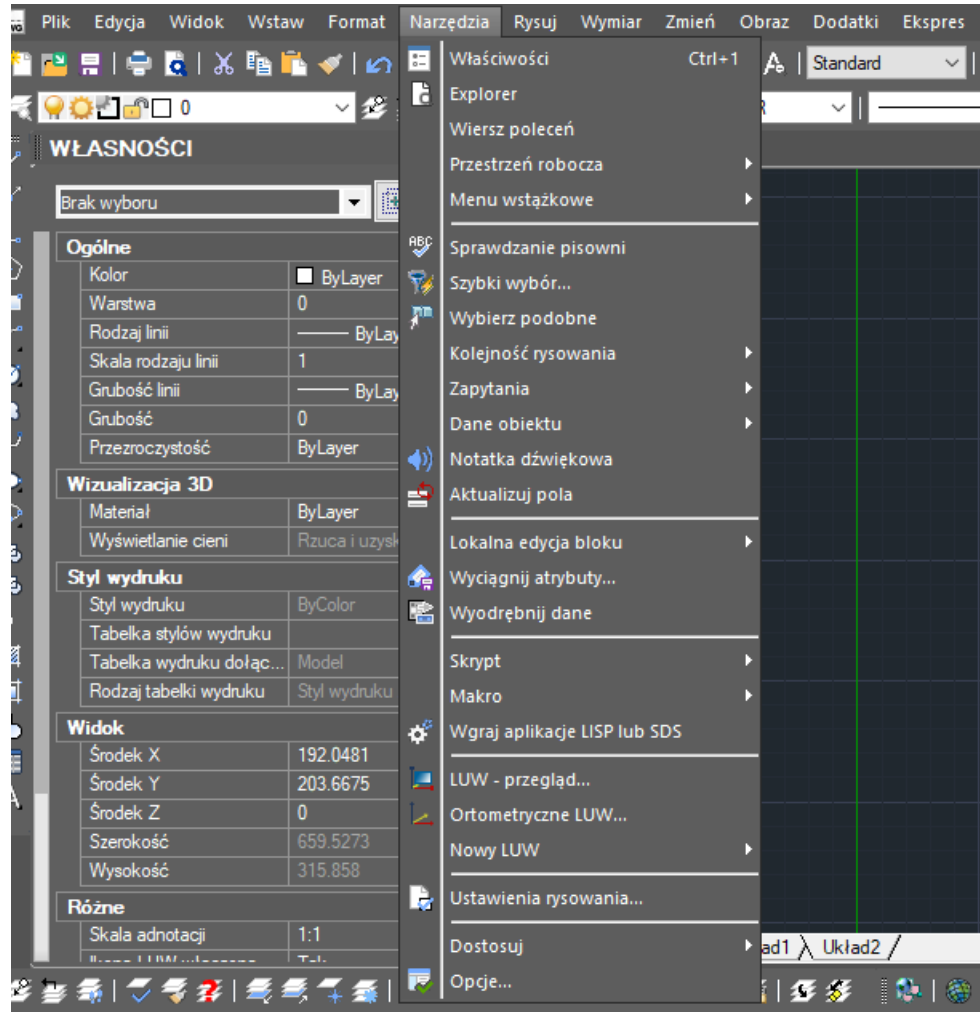 Plik Edycja Widok Wstaw Format Narzędzia Rysuj Wymiar Zmień Obraz Dodatki Ekspres
Standard
0
WŁASNOŚCI
Brak wyboru
Ogólne
Kolor ByLayer
Warstwa 0
Rodzaj linii ByLay
Skala rodzaju linii 1
Grubość linii ByLay
Grubość 0
Przezroczystość ByLayer
Wizualizacja 3D
Materiał ByLayer
Wyświetlanie cieni Rzuca i uzysk
Styl wydruku
Styl wydruku ByColor
Tabelka stylów wydruku
Tabelka wydruku dołąc... Model
Rodzaj tabelki wydruku Styl wydruku
Widok
Środek X 192.0481
Środek Y 203.6675
Środek Z 0
Szerokość 659.5273
Wysokość 315.858
Różne
Skala adnotacji 1:1
Właściwości Ctrl+1
Explorer
Wiersz poleceń
Przestrzeń robocza
Menu wstążkowe
ABC Sprawdzanie pisowni
Szybki wybór...
Wybierz podobne
Kolejność rysowania
Zapytania
Dane obiektu
Notatka dźwiękowa
Aktualizuj pola
Lokalna edycja bloku
Wyciągnij atrybuty...
Wyodrębnij dane
Skrypt
Makro
Wgraj aplikacje LISP lub SDS
LUW - przegląd...
Ortometryczne LUW...
Nowy LUW
Ustawienia rysowania...
Dostosuj
Opcje...
ad1 Układ2